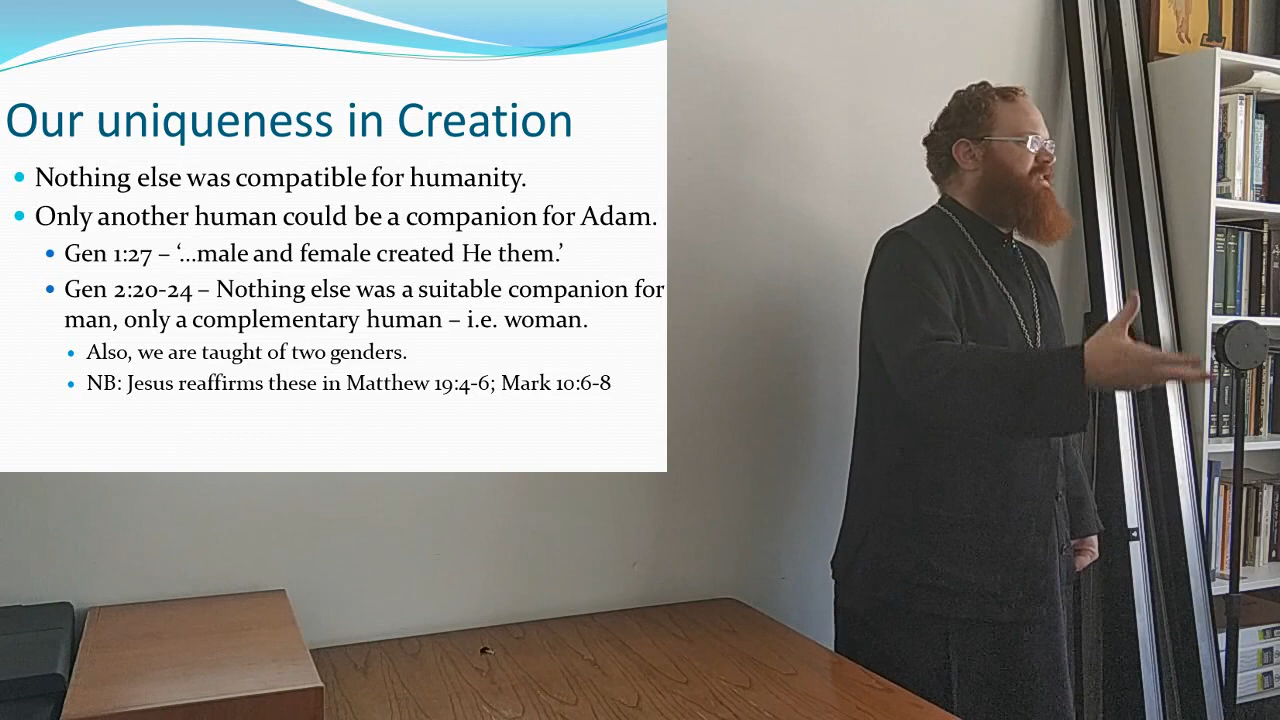 Our uniqueness in Creation
Nothing else was compatible for humanity.
Only another human could be a companion for Adam.
Gen 1:27 – ‘…male and female created He them.’
Gen 2:20-24 – Nothing else was a suitable companion for
man, only a complementary human – i.e. woman.
Also, we are taught of two genders.
NB: Jesus reaffirms these in Matthew 19:4-6; Mark 10:6-8